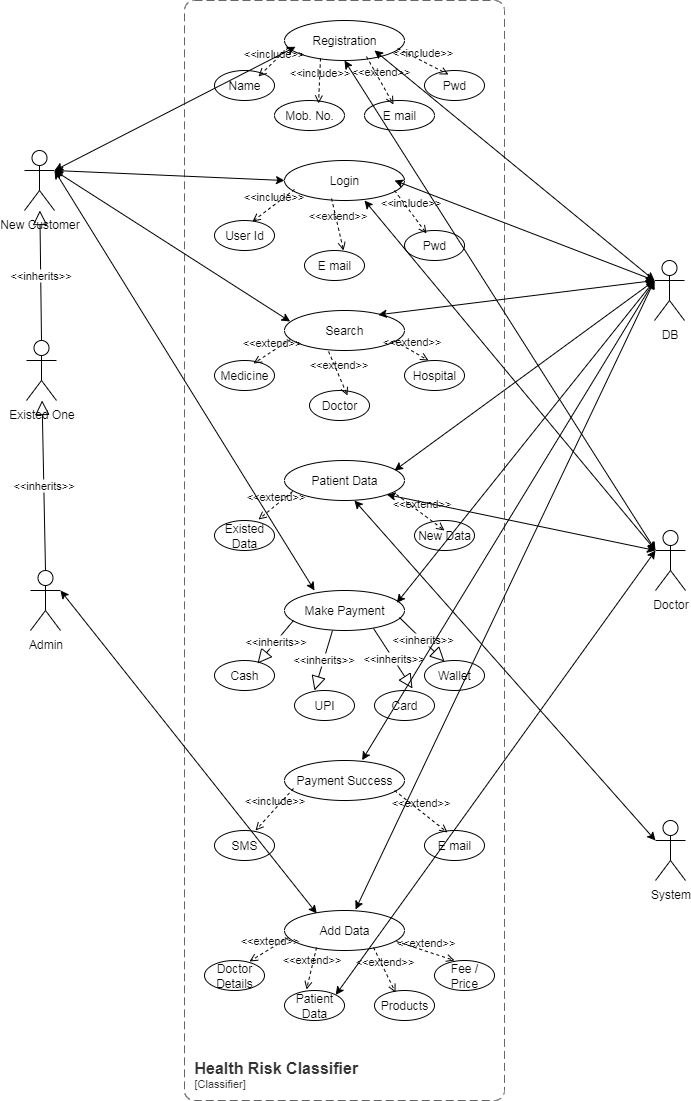 Registration
<<include>>
<<include>>
<<include>>
<<extend>>
Name
Pwd
Mob. No.
E mail
Login
<<include>>
<<include>>
<<extend>>
New Customer
User Id
Pwd
E mail
<<inherits>>
Search
DB
<<extend>>
<<extend>>
<<extend>>
Medicine
Hospital
Doctor
Existed One
Patient Data
<<inherits>>
<<extend>>
<<extend>>
Existed
Data
New Data
Make Payment
Doctor
Admin
<<inherits>>
<<inherits>>
<<inherits>>
<<inherits>>
Cash
Wallet
UPI
Card
Payment Success
<<include>>
<<extend>>
SMS
E mail
System
Add Data
<<extend>>
<<extend>>
<<extend>>
<<extend>>
Doctor
Details
Fee /
Price
Patient
Data
Products
Health Risk Classifier
[Classifier]